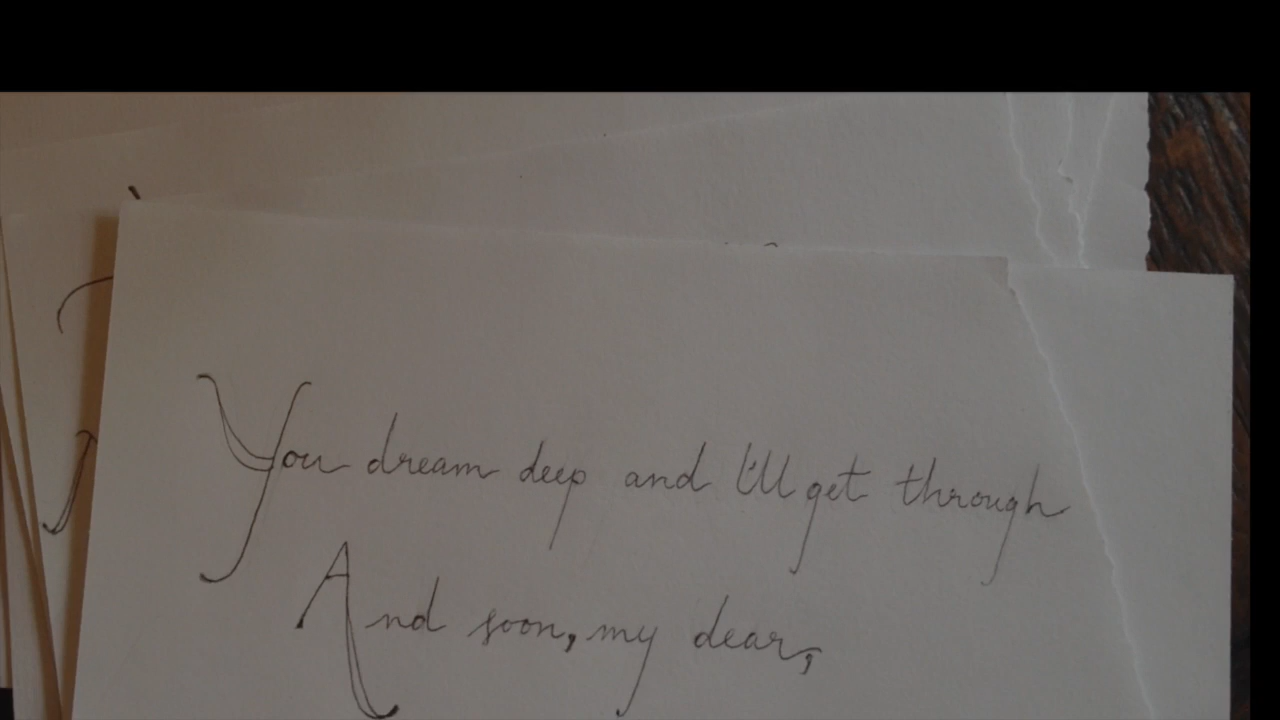 You dream deep and I'll get through
And soon, my dear,